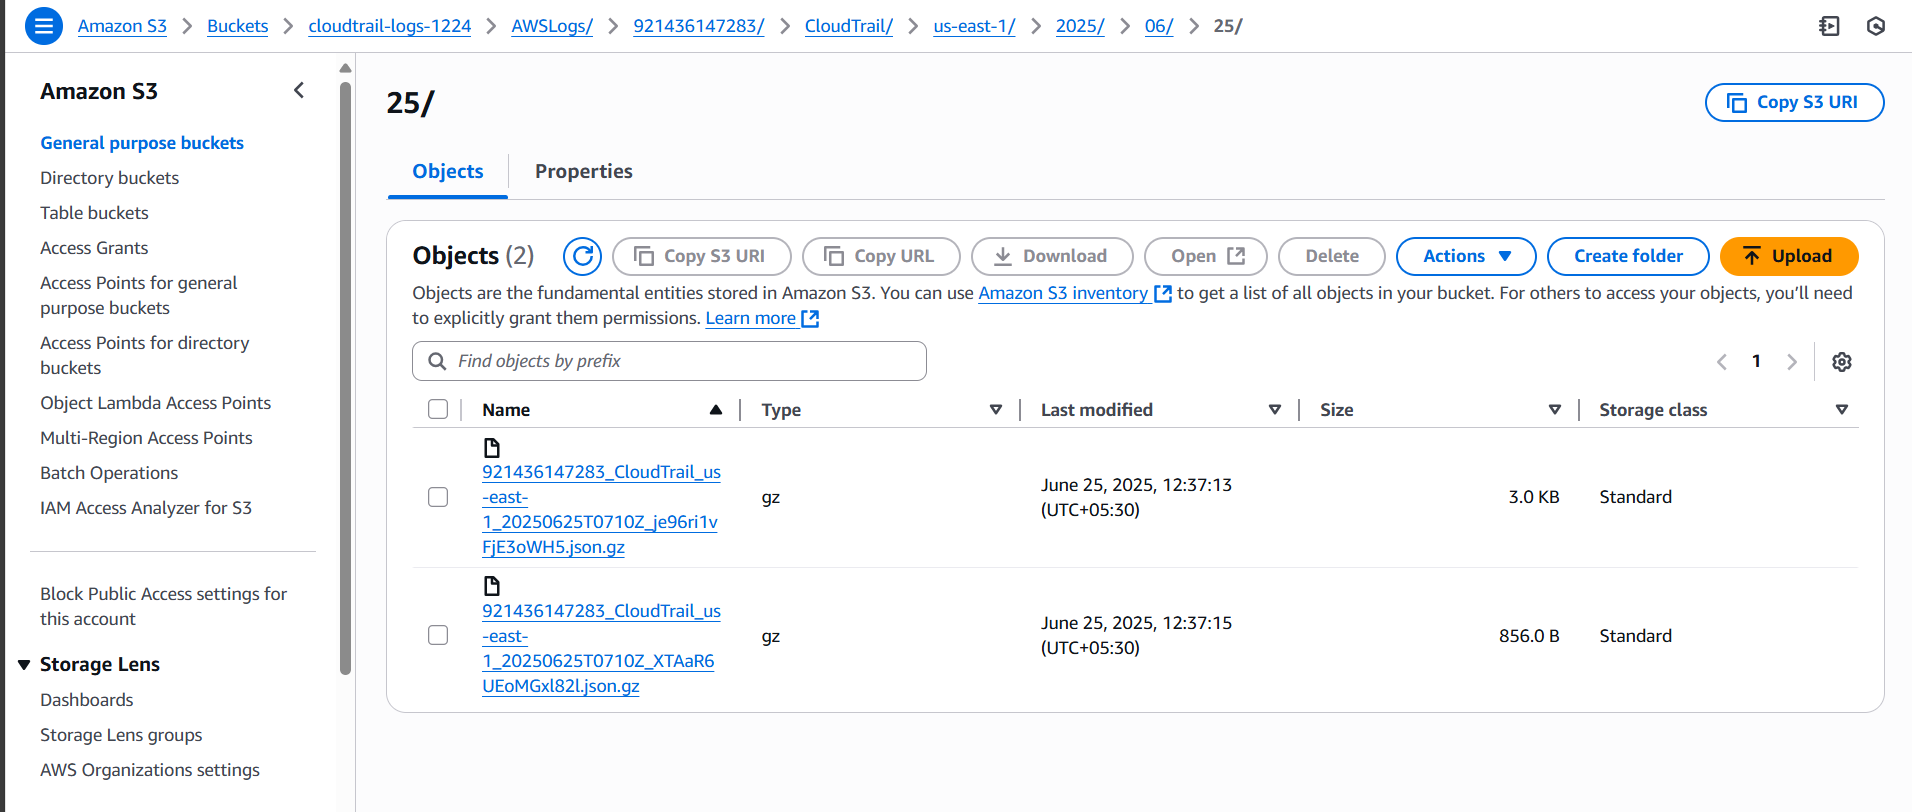 Amazon S3 > Buckets > cloudtrail-logs-1224 > AWSLogs/ > 921436147283/ > CloudTrail/ > us-east-1/ > 2025/ > 06/ > 25/
Amazon S3
General purpose buckets
Directory buckets
Table buckets
Access Grants
Access Points for general
purpose buckets
Access Points for directory
buckets
Object Lambda Access Points
Multi-Region Access Points
Batch Operations
IAM Access Analyzer for S3
Block Public Access settings for
this account
Storage Lens
Dashboards
Storage Lens groups
AWS Organizations settings
25/
Copy S3 URI
Objects
Properties
Objects (2)
Copy S3 URI
Copy URL
Download
Open
Delete
Actions
Create folder
Upload
Objects are the fundamental entities stored in Amazon S3. You can use Amazon S3 inventory to get a list of all objects in your bucket. For others to access your objects, you’ll need
to explicitly grant them permissions. Learn more
Find objects by prefix
1
Name
Type
Last modified
Size
Storage class
921436147283_CloudTrail_us
-east-
1_20250625T0710Z_je96ri1v
FjE3oWH5.json.gz
gz
June 25, 2025, 12:37:13
(UTC+05:30)
3.0 KB
Standard
921436147283_CloudTrail_us
-east-
1_20250625T0710Z_XTAaR6
UEoMGxl82l.json.gz
gz
June 25, 2025, 12:37:15
(UTC+05:30)
856.0 B
Standard